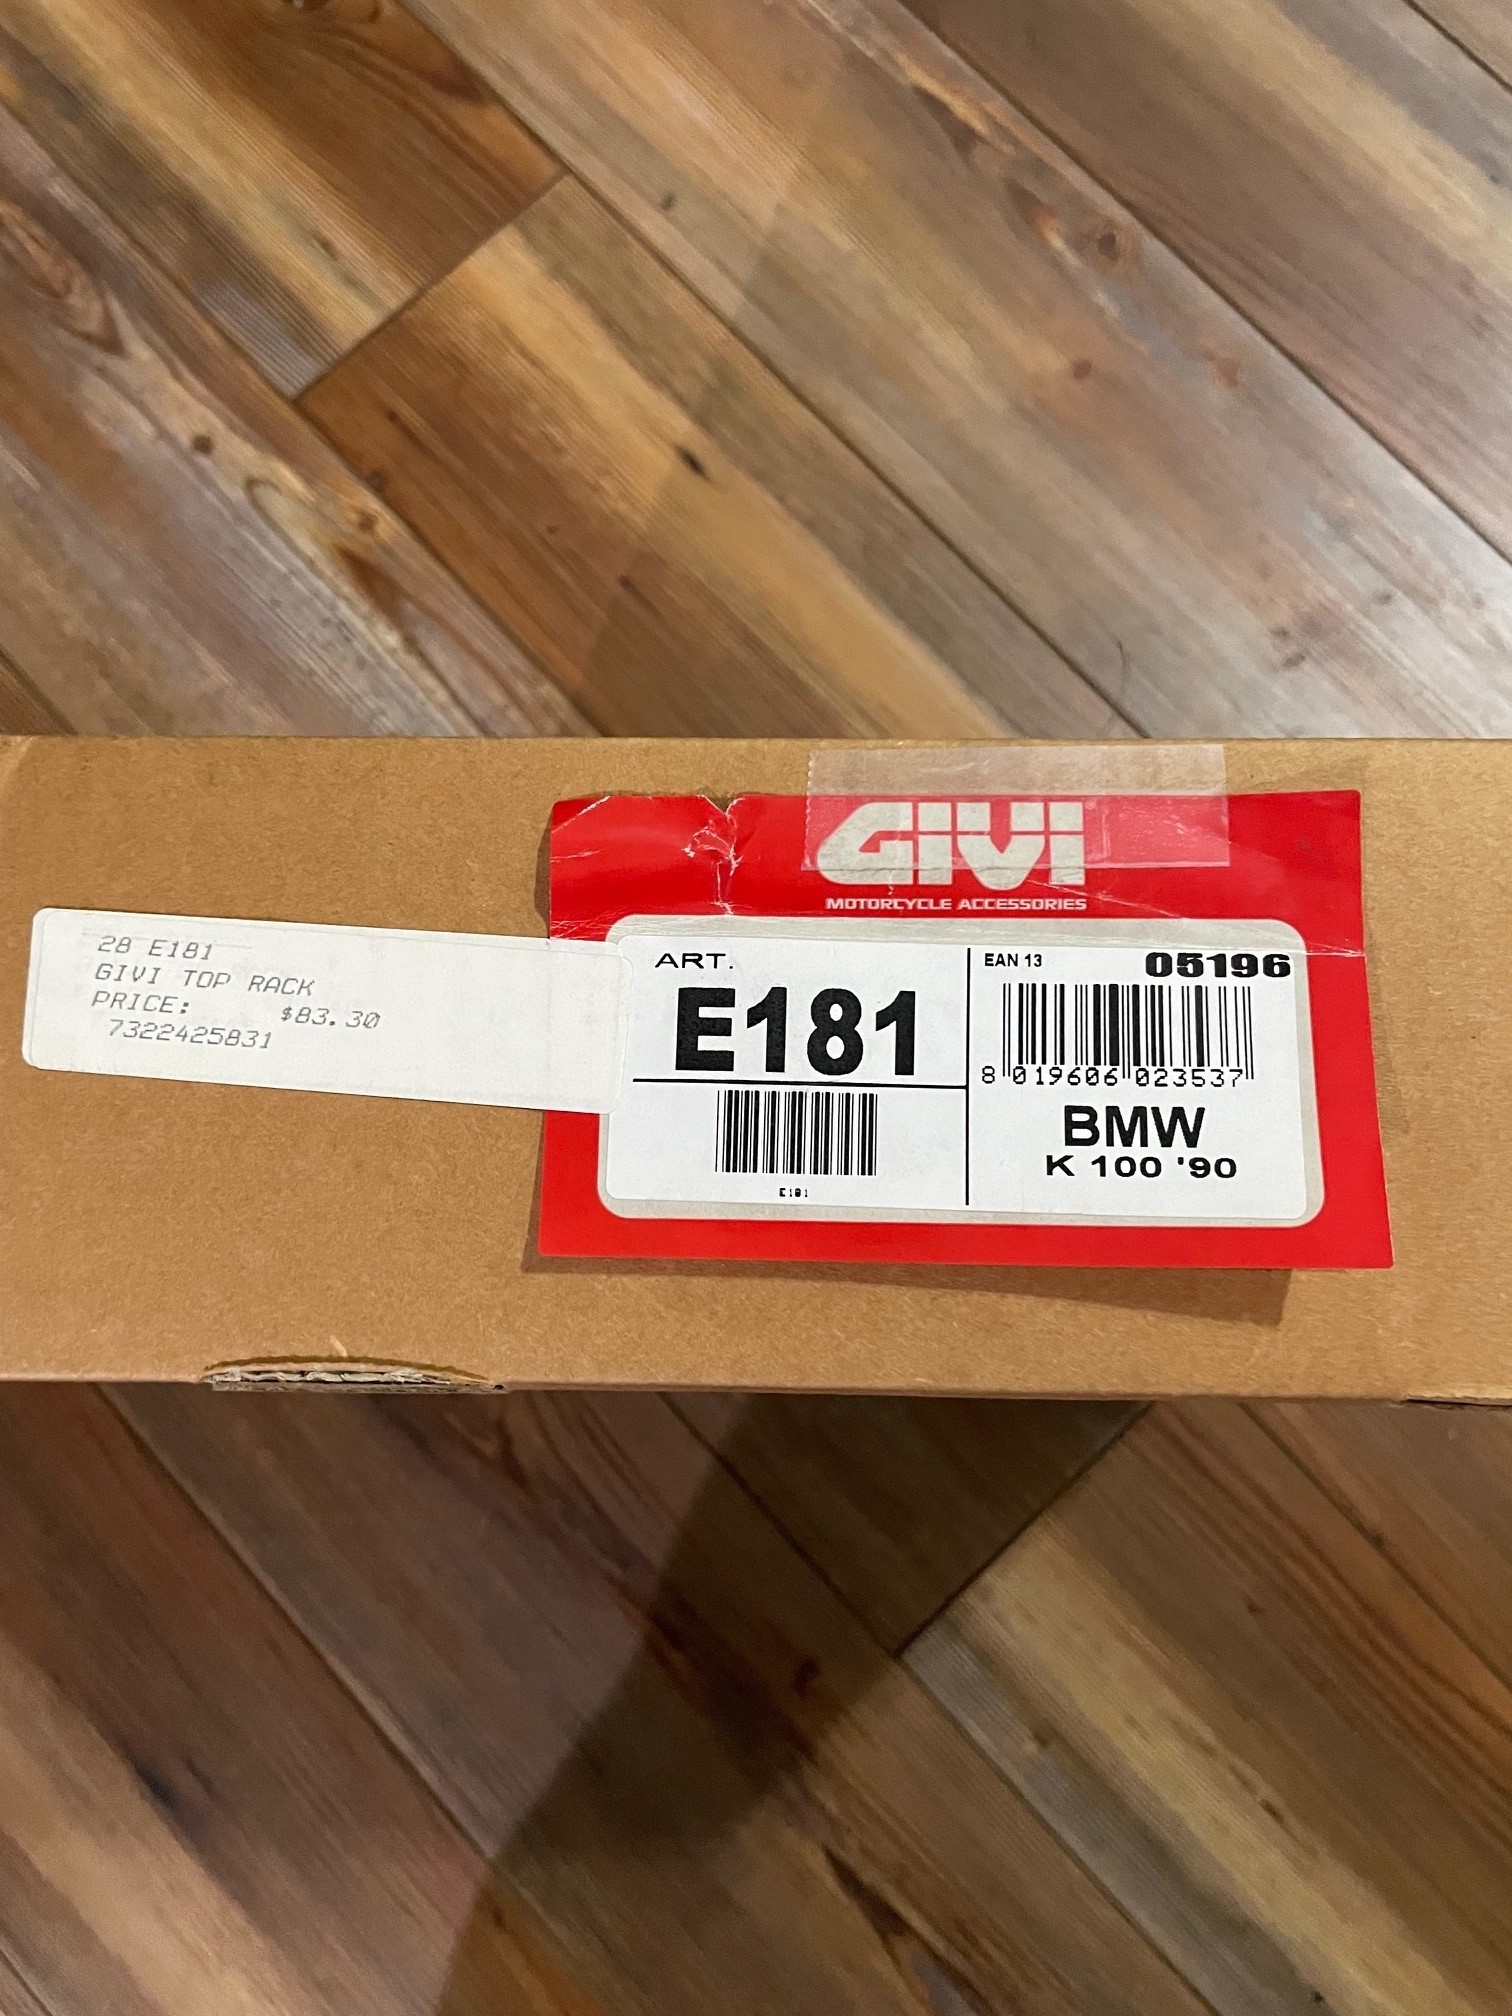 GIVI
MOTORCYCLE ACCESSORIES
28 E181
GIVI TOP RACK
PRICE: $83.30
7322425831
ART.
E181
E181
EAN 13 05196
8 019606 023537
BMW
K 100 '90